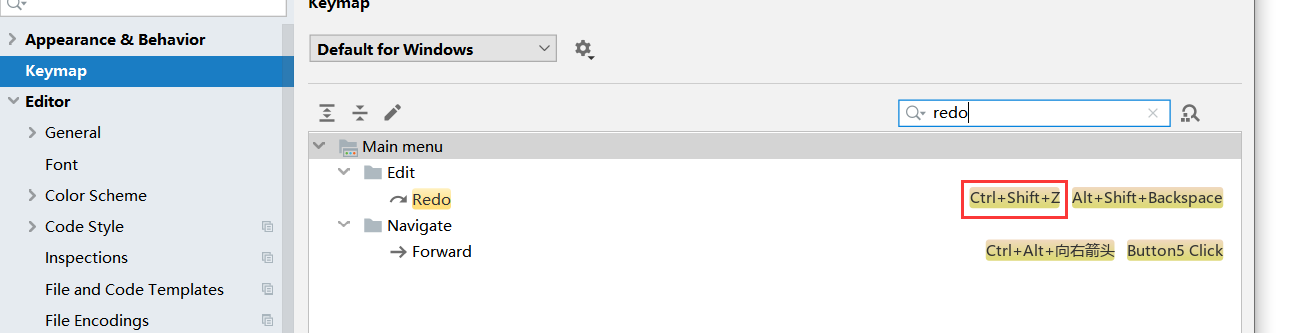 Keymap
Appearance & Behavior
Keymap
Editor
General
Font
Color Scheme
Code Style
Inspections
File and Code Templates
File Encodings
Default for Windows
redo
Main menu
Edit
Redo Ctrl+Shift+Z Alt+Shift+Backspace
Navigate
Forward Ctrl+Alt+向右箭头 Button5 Click